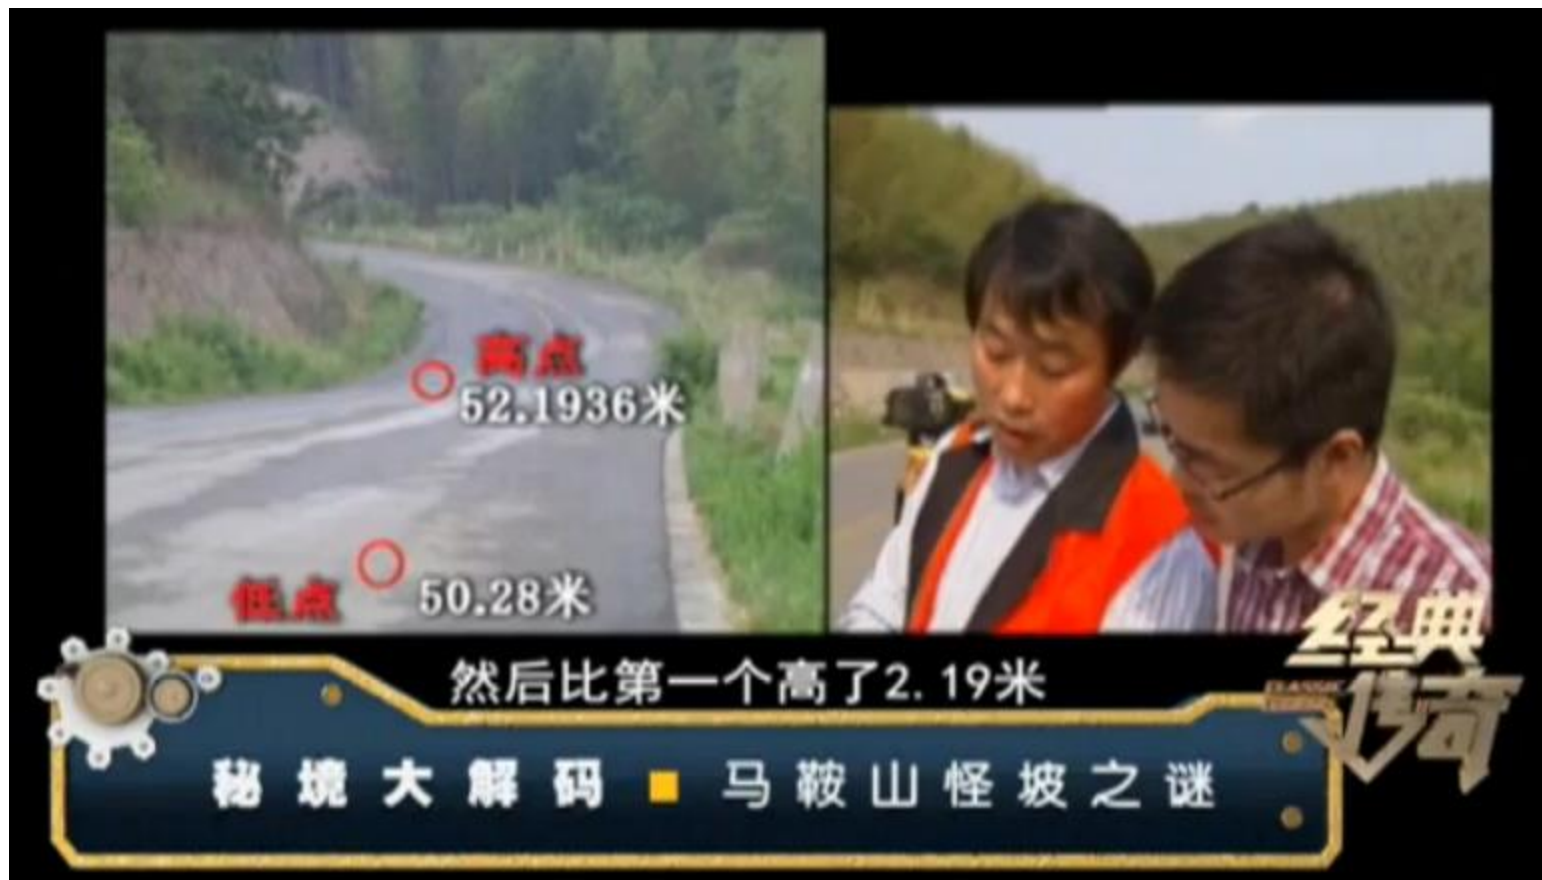 高点
52.1936米
低点
50.28米
然后比第一个高了2.19米
经典
CLASSIC
传奇
秘境大解码■马鞍山怪坡之谜